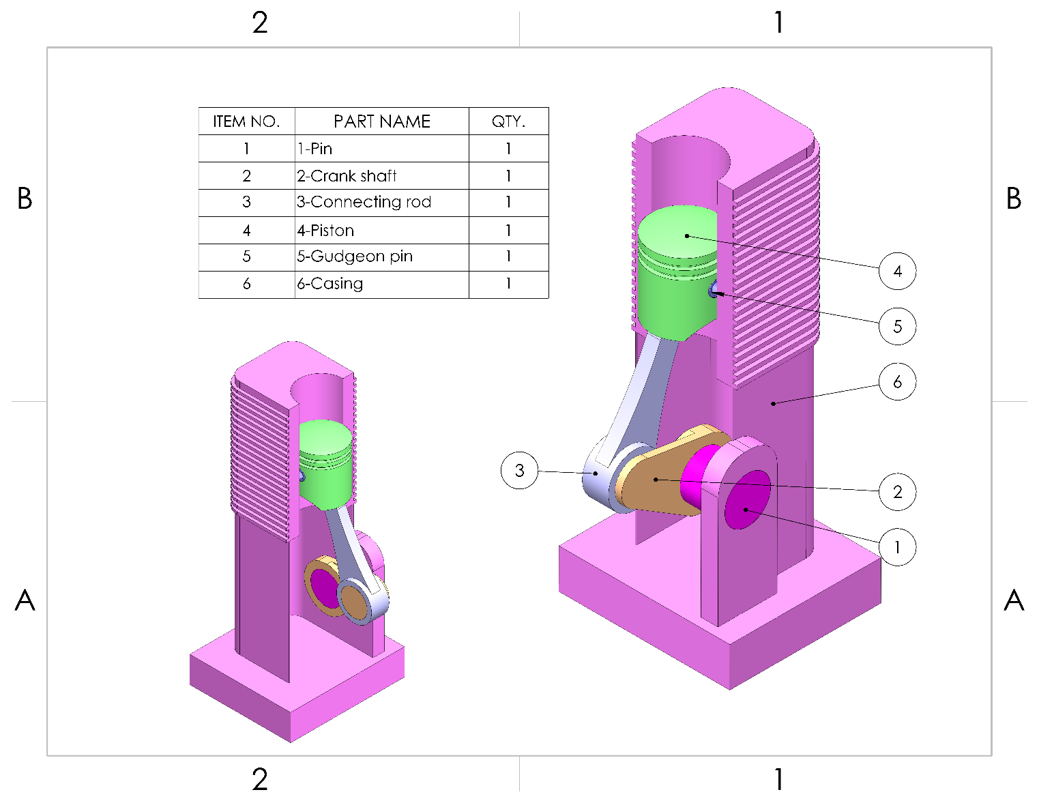 2 1
ITEM NO. PART NAME QTY.
1 1-Pin 1
2 2-Crank shaft 1
3 3-Connecting rod 1
4 4-Piston 1
5 5-Gudgeon pin 1
6 6-Casing 1
B B
4
5
6
3
2
1
A A
2 1